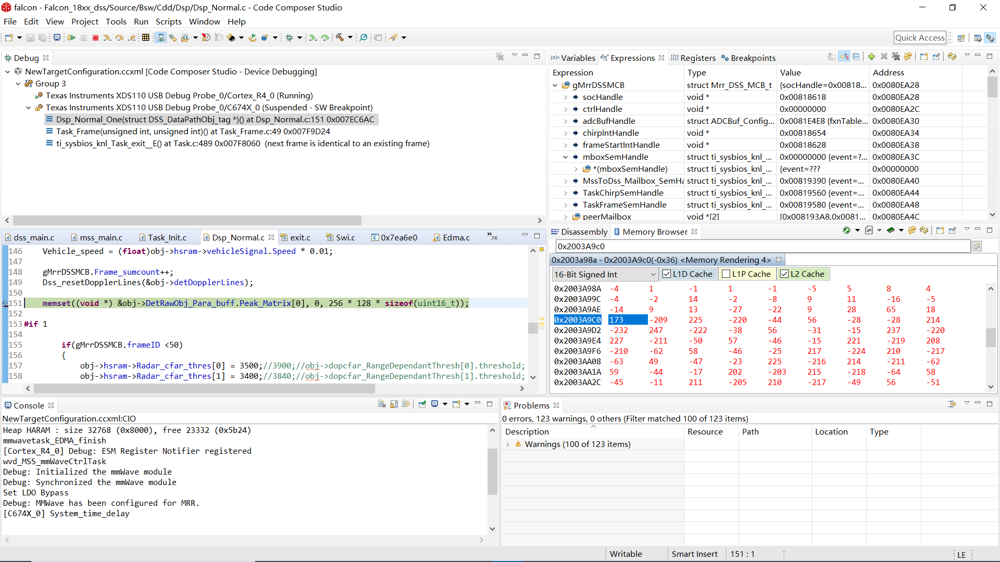 falcon - Falcon_18xx_dss/Source/Bsw/Cdd/Dsp/Dsp_Normal.c - Code Composer Studio
File Edit View Project Tools Run Scripts Window Help
Quick Access
Debug
NewTargetConfiguration.ccxml [Code Composer Studio - Device Debugging]
Group 3
Texas Instruments XDS110 USB Debug Probe_0/Cortex_R4_0 (Running)
Texas Instruments XDS110 USB Debug Probe_0/C674X_0 (Suspended - SW Breakpoint)
Dsp_Normal_One(struct DSS_DataPathObj_tag *)() at Dsp_Normal.c:151 0x007EC6AC
Task_Frame(unsigned int, unsigned int)() at Task_Frame.c:49 0x007F9D24
ti_sysbios_knl_Task_exit__E() at Task.c:489 0x007F8060 (next frame is identical to an existing frame)
(x)= Variables Expressions Registers Breakpoints
Expression Type Value Address
gMrrDSSMCB struct Mrr_DSS_MCB_t {socHandle=0x00818... 0x0080EA28
socHandle void * 0x00818618 0x0080EA28
ctrlHandle void * 0x00000000 0x0080EA2C
adcBufHandle struct ADCBuf_Config... 0x0081E4E8 {fxnTable... 0x0080EA30
chirpIntHandle void * 0x00818654 0x0080EA34
frameStartIntHandle void * 0x00818628 0x0080EA38
mboxSemHandle struct ti_sysbios_knl_... 0x00000000 {event=?... 0x0080EA3C
*(mboxSemHandle) struct ti_sysbios_knl_... {event=??? 0x00000000
MssToDss_Mailbox_SemHa struct ti_sysbios_knl_... 0x00819390 {event=... 0x0080EA40
TaskChirpSemHandle struct ti_sysbios_knl_... 0x00819560 {event=... 0x0080EA44
TaskFrameSemHandle struct ti_sysbios_knl_... 0x00819580 {event=... 0x0080EA48
peerMailbox void *[2] [0x008193A8,0x0081... 0x0080EA4C
dss_main.c mss_main.c Task_Init.c Dsp_Normal.c exit.c Swi.c 0x7ea6e0 Edma.c »26
146 Vehicle_speed = (float)obj->hsram->vehicleSignal.Speed * 0.01;
147
148 gMrrDSSMCB.Frame_sumcount++;
149 Dss_resetDopplerLines(&obj->detDopplerLines);
150
151 memset((void *) &obj->DetRawObj_Para_buff.Peak_Matrix[0], 0, 256 * 128 * sizeof(uint16_t));
152
153 #if 1
154
155 if(gMrrDSSMCB.frameID <50)
156 {
157 obj->hsram->Radar_cfar_thres[0] = 3500;//3900;//obj->dopcfar_RangeDependantThresh[0].threshold;
158 obj->hsram->Radar_cfar_thres[1] = 3400;//3840;//obj->dopcfar_RangeDependantThresh[1].threshold;
Disassembly Memory Browser
0x2003A9c0
0x2003a98a - 0x2003A9c0(-0x36) <Memory Rendering 4>
16-Bit Signed Int L1D Cache L1P Cache L2 Cache
0x2003A98A -4 1 -1 1 -1 -5 5 8 4
0x2003A99C -4 -2 14 -2 -8 9 11 -16 -5
0x2003A9AE -14 9 13 -27 -22 9 28 65 18
0x2003A9C0 173 -209 225 -220 -44 56 -28 -28 214
0x2003A9D2 -232 247 -222 -38 56 -31 -15 237 -220
0x2003A9E4 227 -211 -50 57 -46 -15 221 -219 208
0x2003A9F6 -210 -62 58 -46 -25 217 -224 210 -217
0x2003AA08 -63 49 -47 -23 225 -216 214 -211 -62
0x2003AA1A 59 -44 -17 202 -203 215 -218 -64 58
0x2003AA2C -45 -11 211 -205 210 -217 -49 56 -51
Console
NewTargetConfiguration.ccxml:CIO
Heap HARAM : size 32768 (0x8000), free 23332 (0x5b24)
mmwavetask_EDMA_finish
[Cortex_R4_0] Debug: ESM Register Notifier registered
wvd_MSS_mmWaveCtrlTask
Debug: Initialized the mmWave module
Debug: Synchronized the mmWave module
Set LDO Bypass
Debug: MMWave has been configured for MRR.
[C674X_0] System_time_delay
Problems
0 errors, 123 warnings, 0 others (Filter matched 100 of 123 items)
Description Resource Path Location Type
Warnings (100 of 123 items)
Writable Smart Insert 151 : 1 LE